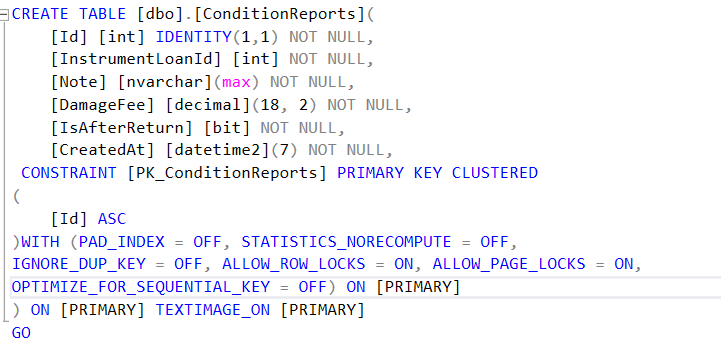 CREATE TABLE [dbo].[ConditionReports](
    [Id] [int] IDENTITY(1,1) NOT NULL,
    [InstrumentLoanId] [int] NOT NULL,
    [Note] [nvarchar](max) NOT NULL,
    [DamageFee] [decimal](18, 2) NOT NULL,
    [IsAfterReturn] [bit] NOT NULL,
    [CreatedAt] [datetime2](7) NOT NULL,
 CONSTRAINT [PK_ConditionReports] PRIMARY KEY CLUSTERED
(
    [Id] ASC
)WITH (PAD_INDEX = OFF, STATISTICS_NORECOMPUTE = OFF,
IGNORE_DUP_KEY = OFF, ALLOW_ROW_LOCKS = ON, ALLOW_PAGE_LOCKS = ON,
OPTIMIZE_FOR_SEQUENTIAL_KEY = OFF) ON [PRIMARY]
) ON [PRIMARY] TEXTIMAGE_ON [PRIMARY]
GO